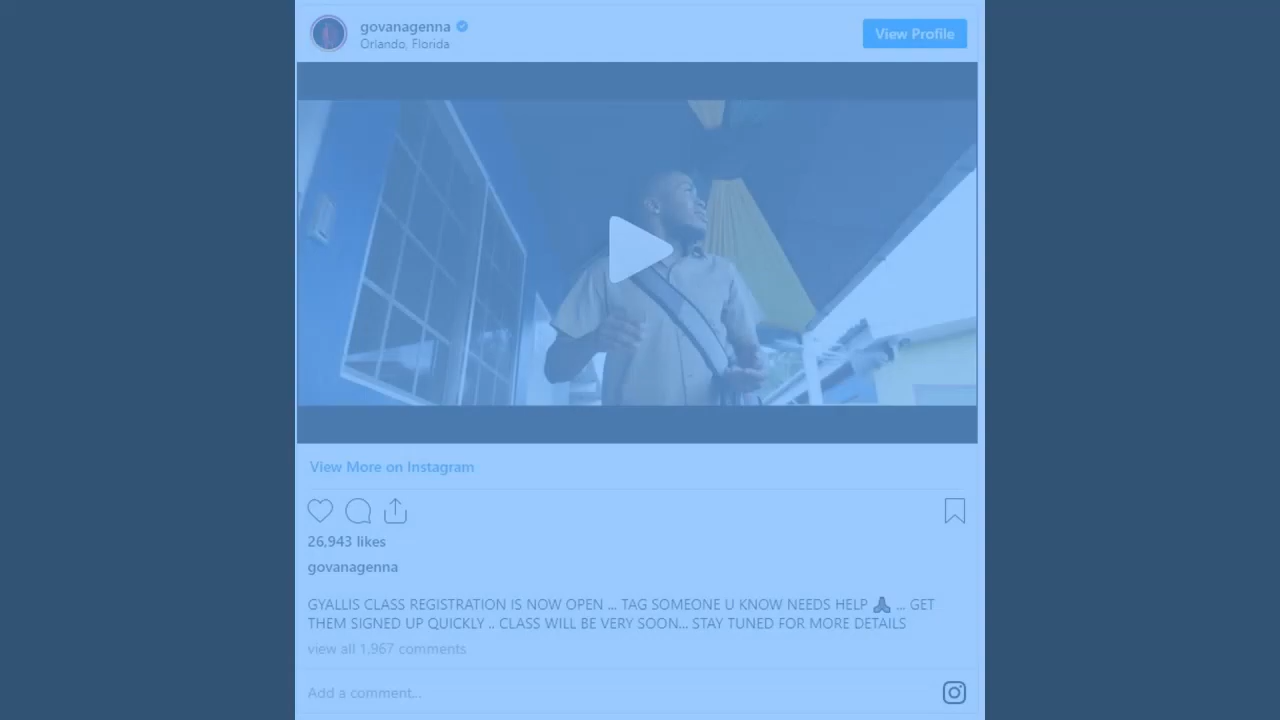 govanagenna
Orlando, Florida
View Profile
View More on Instagram
26,943 likes
govanagenna
GYALLIS CLASS REGISTRATION IS NOW OPEN ... TAG SOMEONE U KNOW NEEDS HELP 🙏 ... GET
THEM SIGNED UP QUICKLY .. CLASS WILL BE VERY SOON... STAY TUNED FOR MORE DETAILS
view all 1,967 comments
Add a comment...